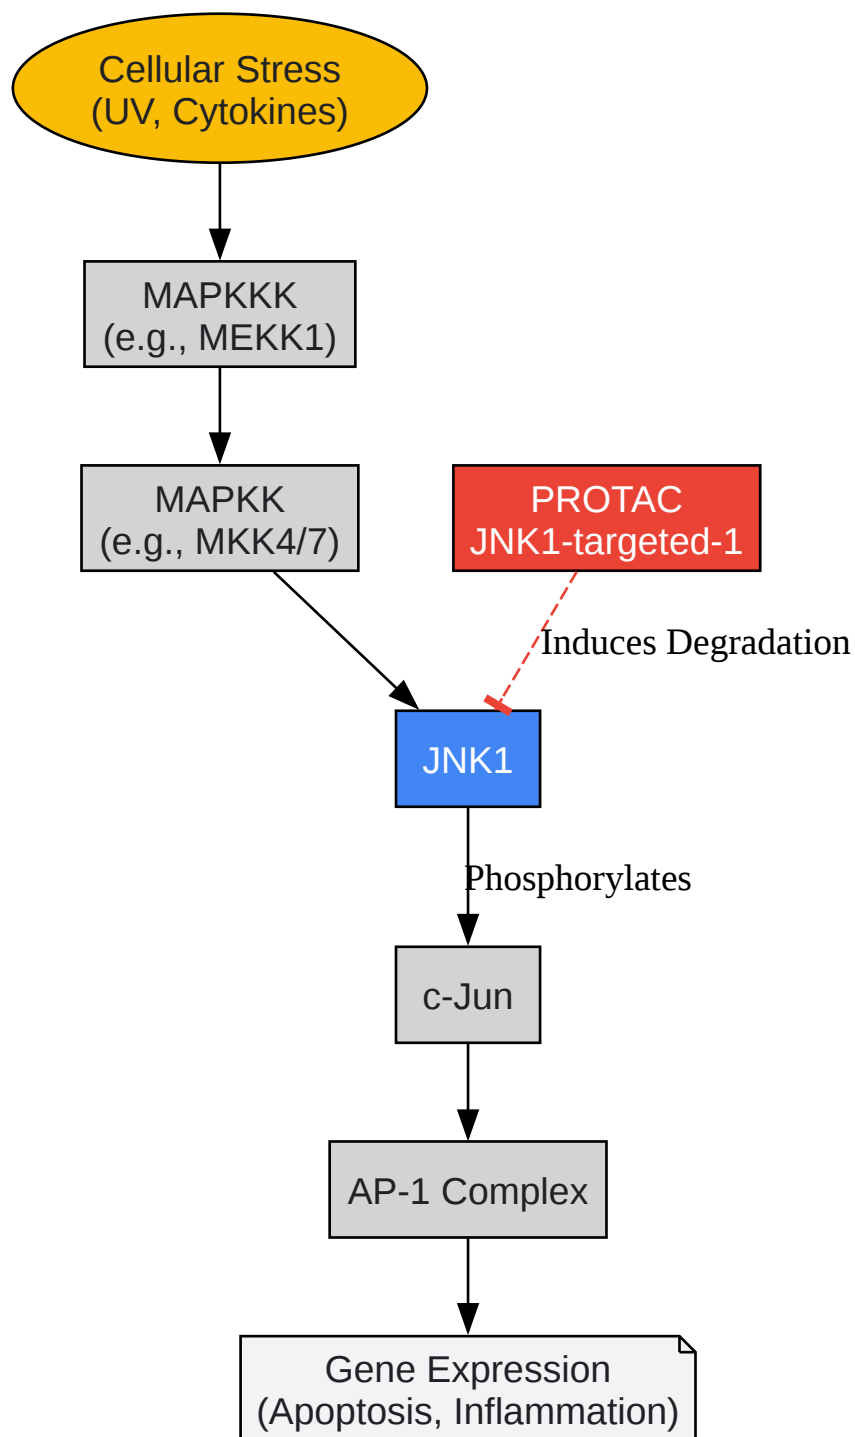 Cellular Stress
(UV, Cytokines)
MAPKKK
(e.g., MEKK1)
MAPKK
(e.g., MKK4/7)
PROTAC
JNK1-targeted-1
Induces Degradation
JNK1
Phosphorylates
c-Jun
AP-1 Complex
Gene Expression
(Apoptosis, Inflammation)